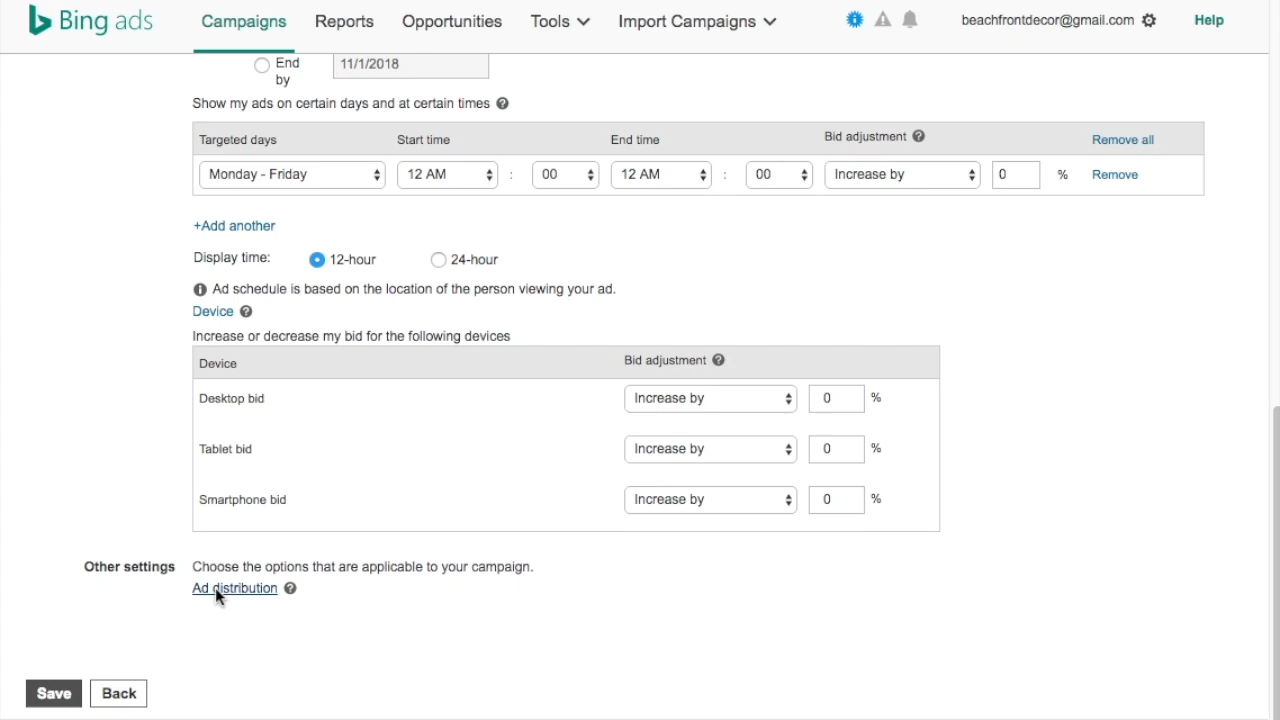 Bing ads Campaigns Reports Opportunities Tools Import Campaigns beachfrontdecor@gmail.com Help
End by 11/1/2018
Show my ads on certain days and at certain times
Targeted days Start time End time Bid adjustment Remove all
Monday - Friday 12 AM : 00 12 AM : 00 Increase by 0 % Remove
+Add another
Display time: 12-hour 24-hour
Ad schedule is based on the location of the person viewing your ad.
Device
Increase or decrease my bid for the following devices
Device Bid adjustment
Desktop bid Increase by 0 %
Tablet bid Increase by 0 %
Smartphone bid Increase by 0 %
Other settings Choose the options that are applicable to your campaign.
Ad distribution
Save Back